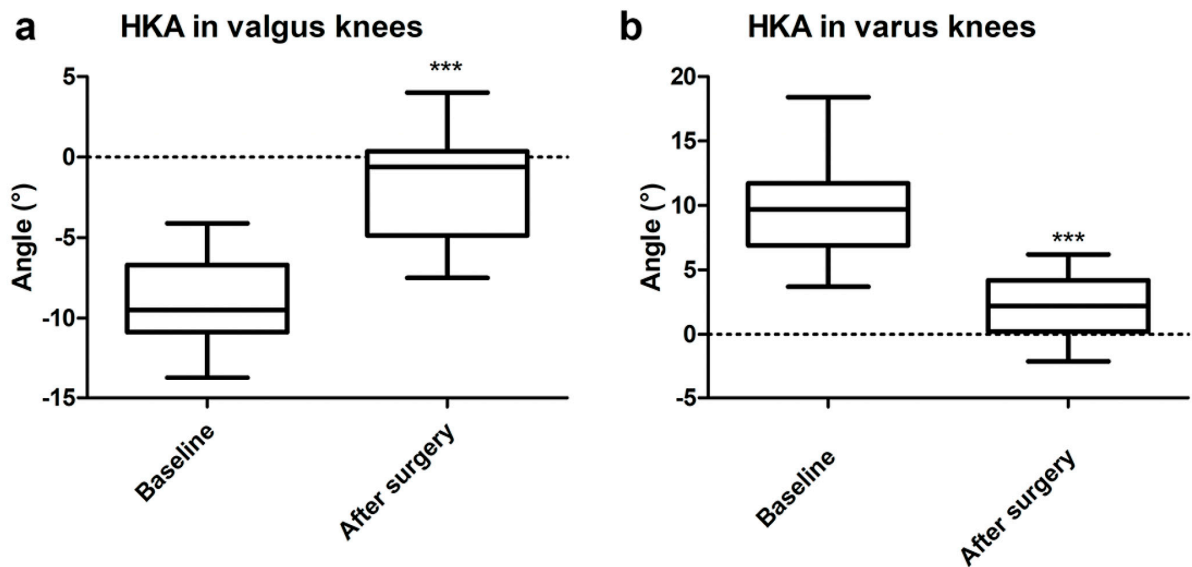 a HKA in valgus knees
***
5
0
-5
-10
-15
Angle (°)
Baseline
After surgery
b HKA in varus knees
20
15
10
5
0
-5
Angle (°)
***
Baseline
After surgery